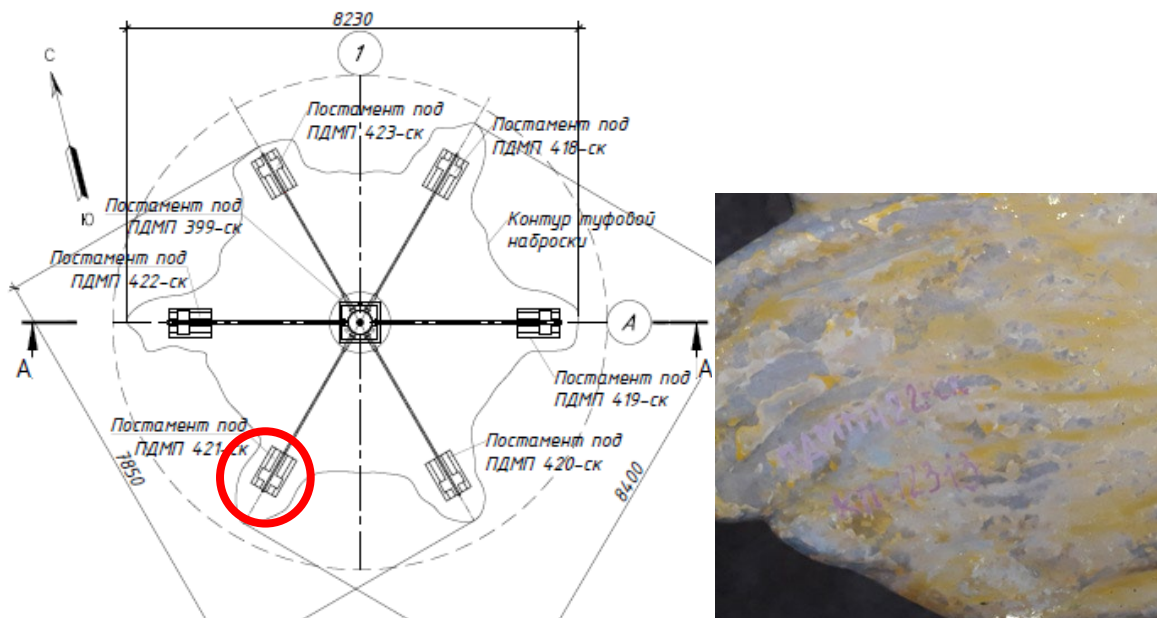 8230
1
С
Ю
Постамент под
ПДМП 423-ск
Постамент под
ПДМП 418-ск
Постамент под
ПДМП 399-ск
Контур туфовой
наброски
Постамент под
ПДМП 422-ск
А
А
А
Постамент под
ПДМП 419-ск
Постамент под
ПДМП 421-ск
Постамент под
ПДМП 420-ск
7850
8400
КП 12313